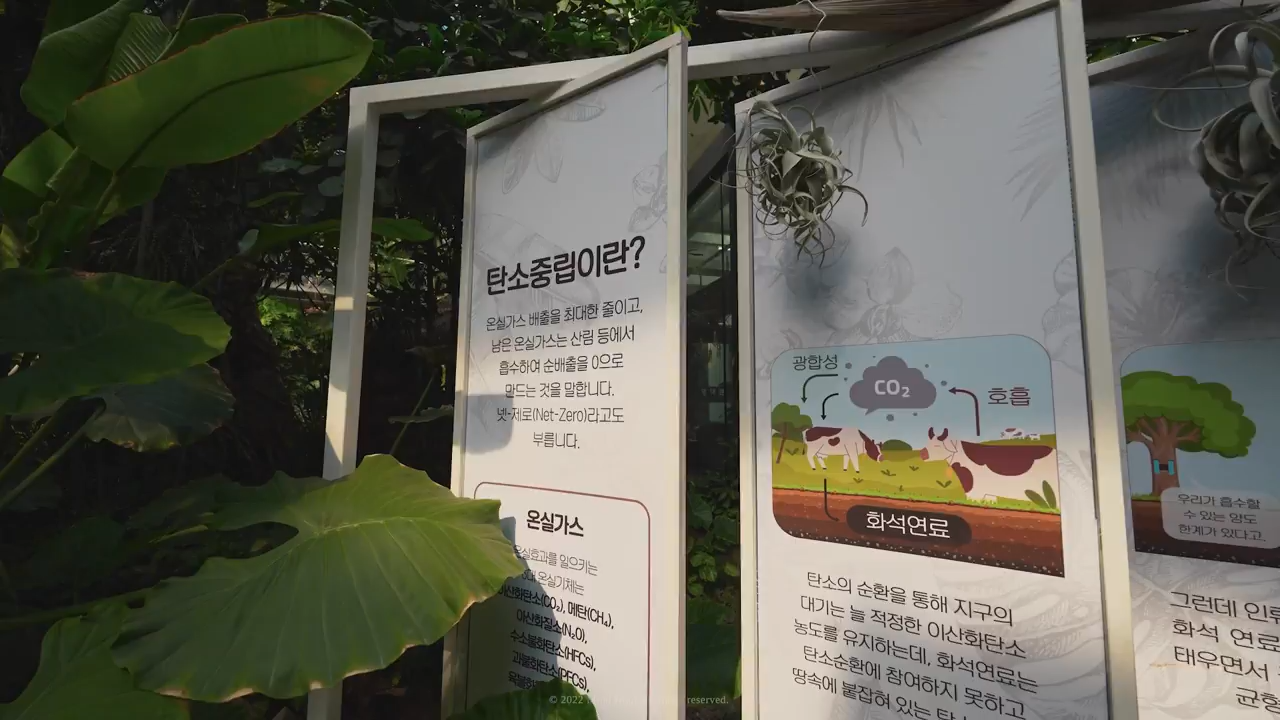 탄소중립이란?
온실가스 배출을 최대한 줄이고,
남은 온실가스는 산림 등에서
흡수하여 순배출을 0으로
만드는 것을 말합니다.
넷-제로(Net-Zero)라고도
부릅니다.
온실가스
온실효과를 일으키는
온실기체는
이산화탄소(CO₂), 메탄(CH₄),
아산화질소(N₂O),
수소불화탄소(HFCs),
과불화탄소(PFCs),
광합성
CO₂
호흡
화석연료
탄소의 순환을 통해 지구의
대기는 늘 적정한 이산화탄소
농도를 유지하는데, 화석연료는
탄소순환에 참여하지 못하고
땅속에 붙잡혀 있는
우리가 흡수할
수 있는 양도
한계가 있다고.
그런데 인류
화석 연료
태우면서
균형
© 2022
reserved.